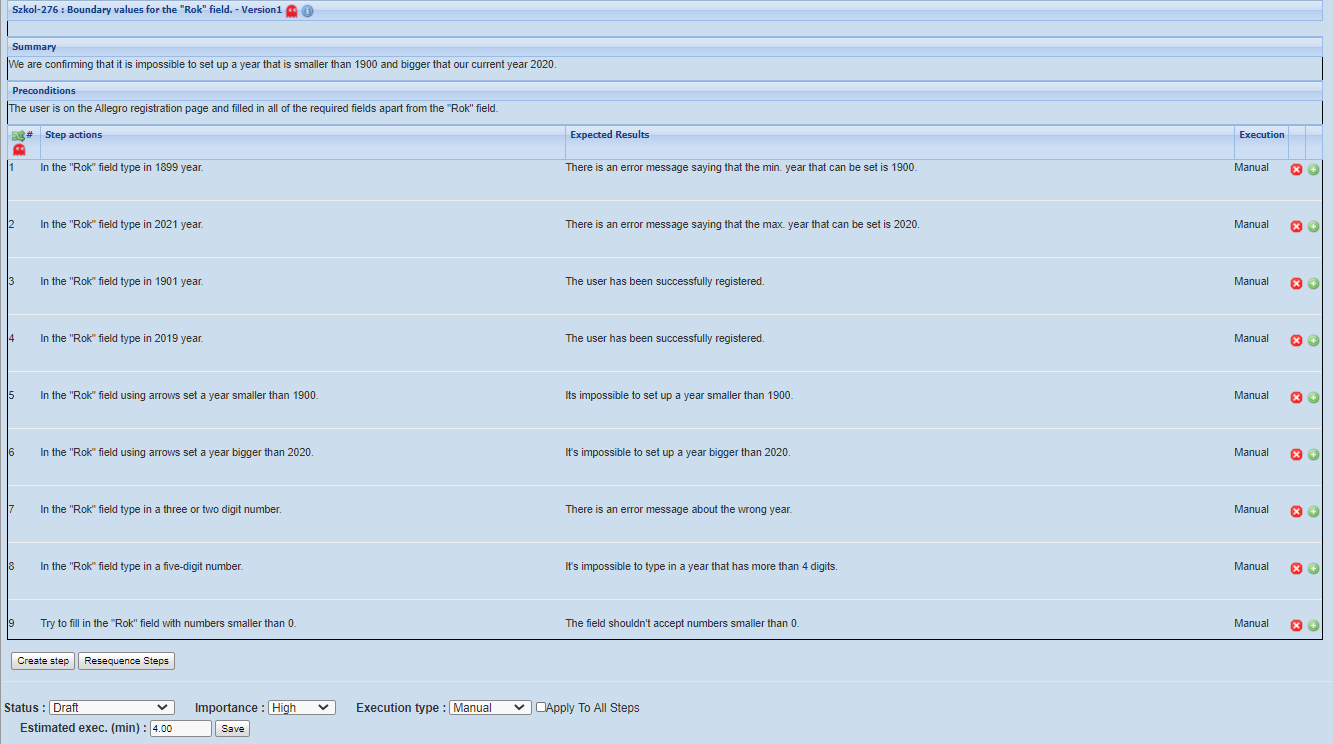 Szkol-276 : Boundary values for the "Rok" field. - Version1
Summary
We are confirming that it is impossible to set up a year that is smaller than 1900 and bigger that our current year 2020.
Preconditions
The user is on the Allegro registration page and filled in all of the required fields apart from the "Rok" field.
# Step actions Expected Results Execution
1 In the "Rok" field type in 1899 year. There is an error message saying that the min. year that can be set is 1900. Manual
2 In the "Rok" field type in 2021 year. There is an error message saying that the max. year that can be set is 2020. Manual
3 In the "Rok" field type in 1901 year. The user has been successfully registered. Manual
4 In the "Rok" field type in 2019 year. The user has been successfully registered. Manual
5 In the "Rok" field using arrows set a year smaller than 1900. Its impossible to set up a year smaller than 1900. Manual
6 In the "Rok" field using arrows set a year bigger than 2020. It's impossible to set up a year bigger than 2020. Manual
7 In the "Rok" field type in a three or two digit number. There is an error message about the wrong year. Manual
8 In the "Rok" field type in a five-digit number. It's impossible to type in a year that has more than 4 digits. Manual
9 Try to fill in the "Rok" field with numbers smaller than 0. The field shouldn't accept numbers smaller than 0. Manual
Create step Resequence Steps
Status : Draft Importance : High Execution type : Manual Apply To All Steps
Estimated exec. (min) : 4.00 Save